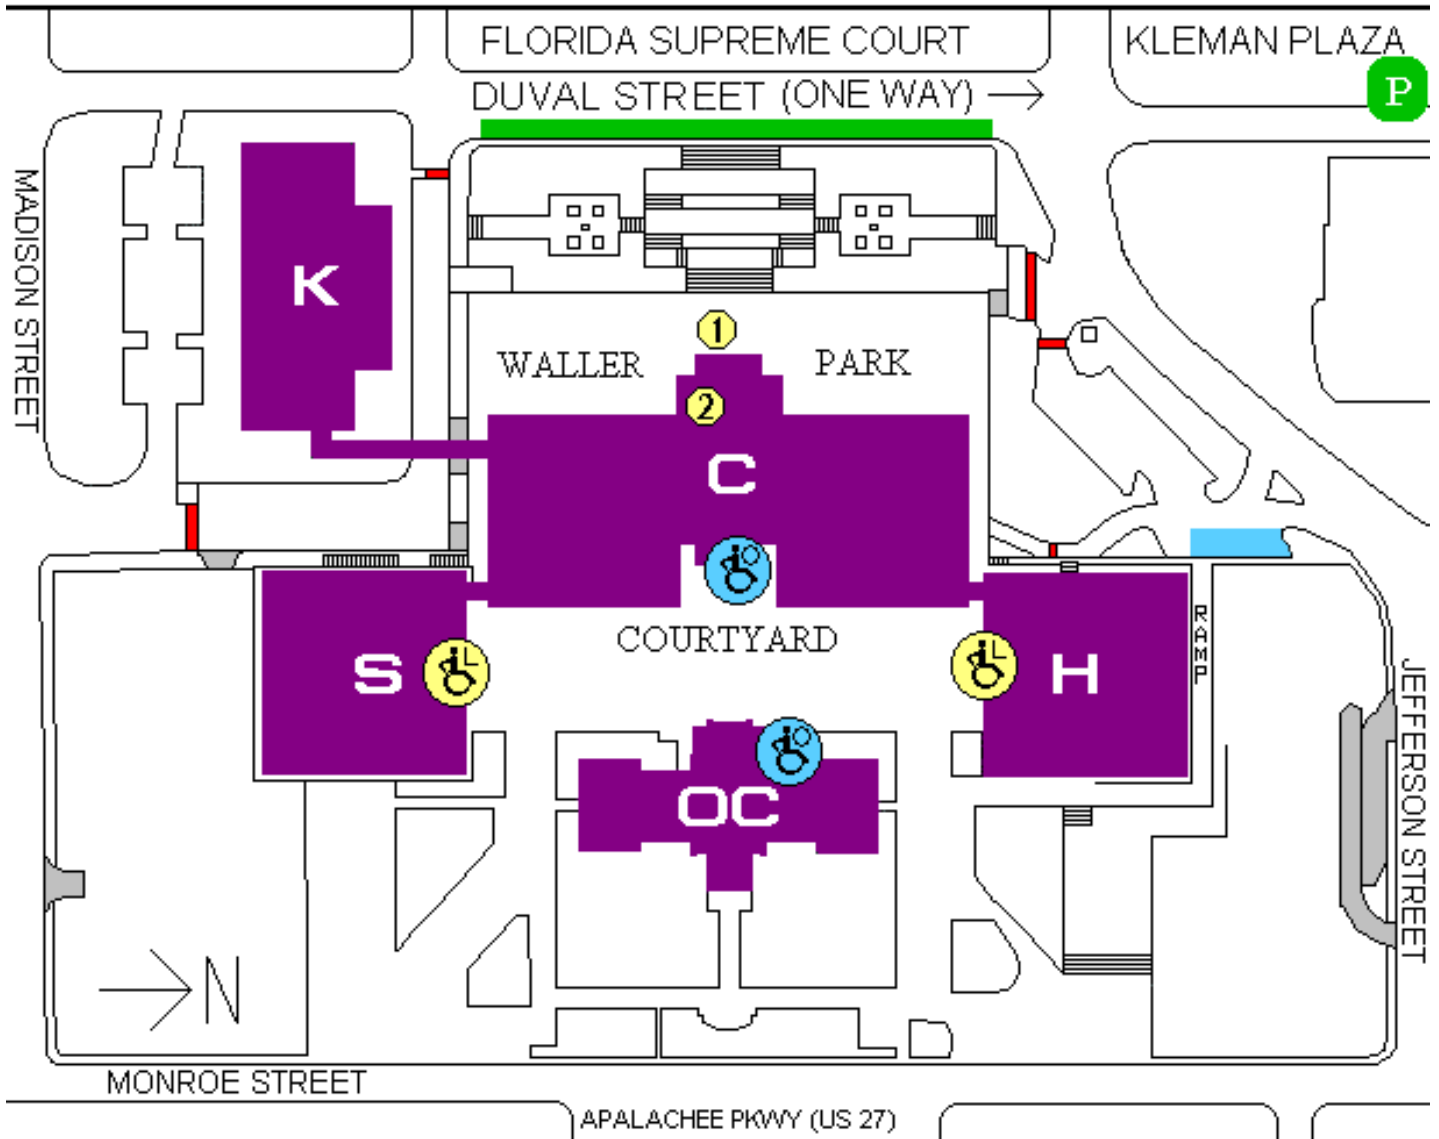 FLORIDA SUPREME COURT
KLEMAN PLAZA
DUVAL STREET (ONE WAY)
P
MADISON STREET
K
1
WALLER PARK
2
C
COURTYARD
S
L
L
H
RAMP
OC
JEFFERSON STREET
N
MONROE STREET
APALACHEE PKWY (US 27)